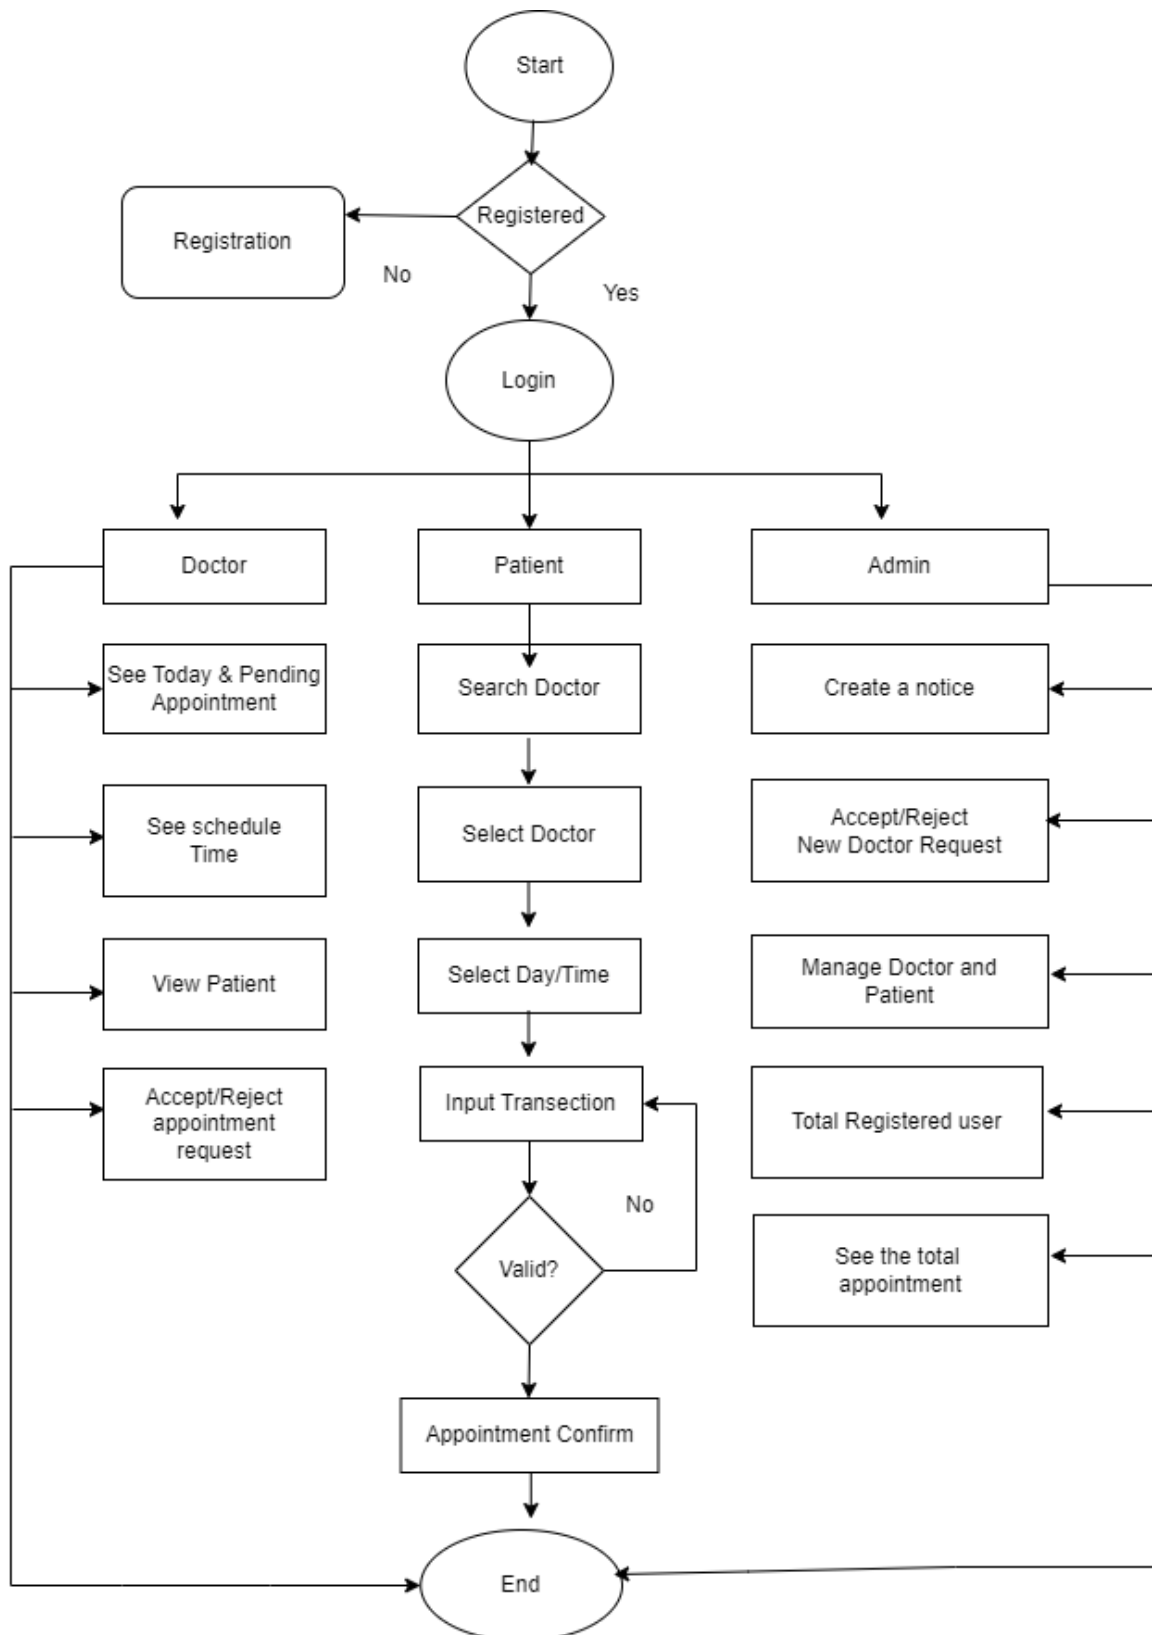 Start
Registered
Registration
No
Yes
Login
Doctor
Patient
Admin
See Today & Pending
Appointment
Search Doctor
Create a notice
See schedule
Time
Select Doctor
Accept/Reject
New Doctor Request
View Patient
Select Day/Time
Manage Doctor and
Patient
Accept/Reject
appointment
request
Input Transection
Total Registered user
No
Valid?
See the total
appointment
Appointment Confirm
End